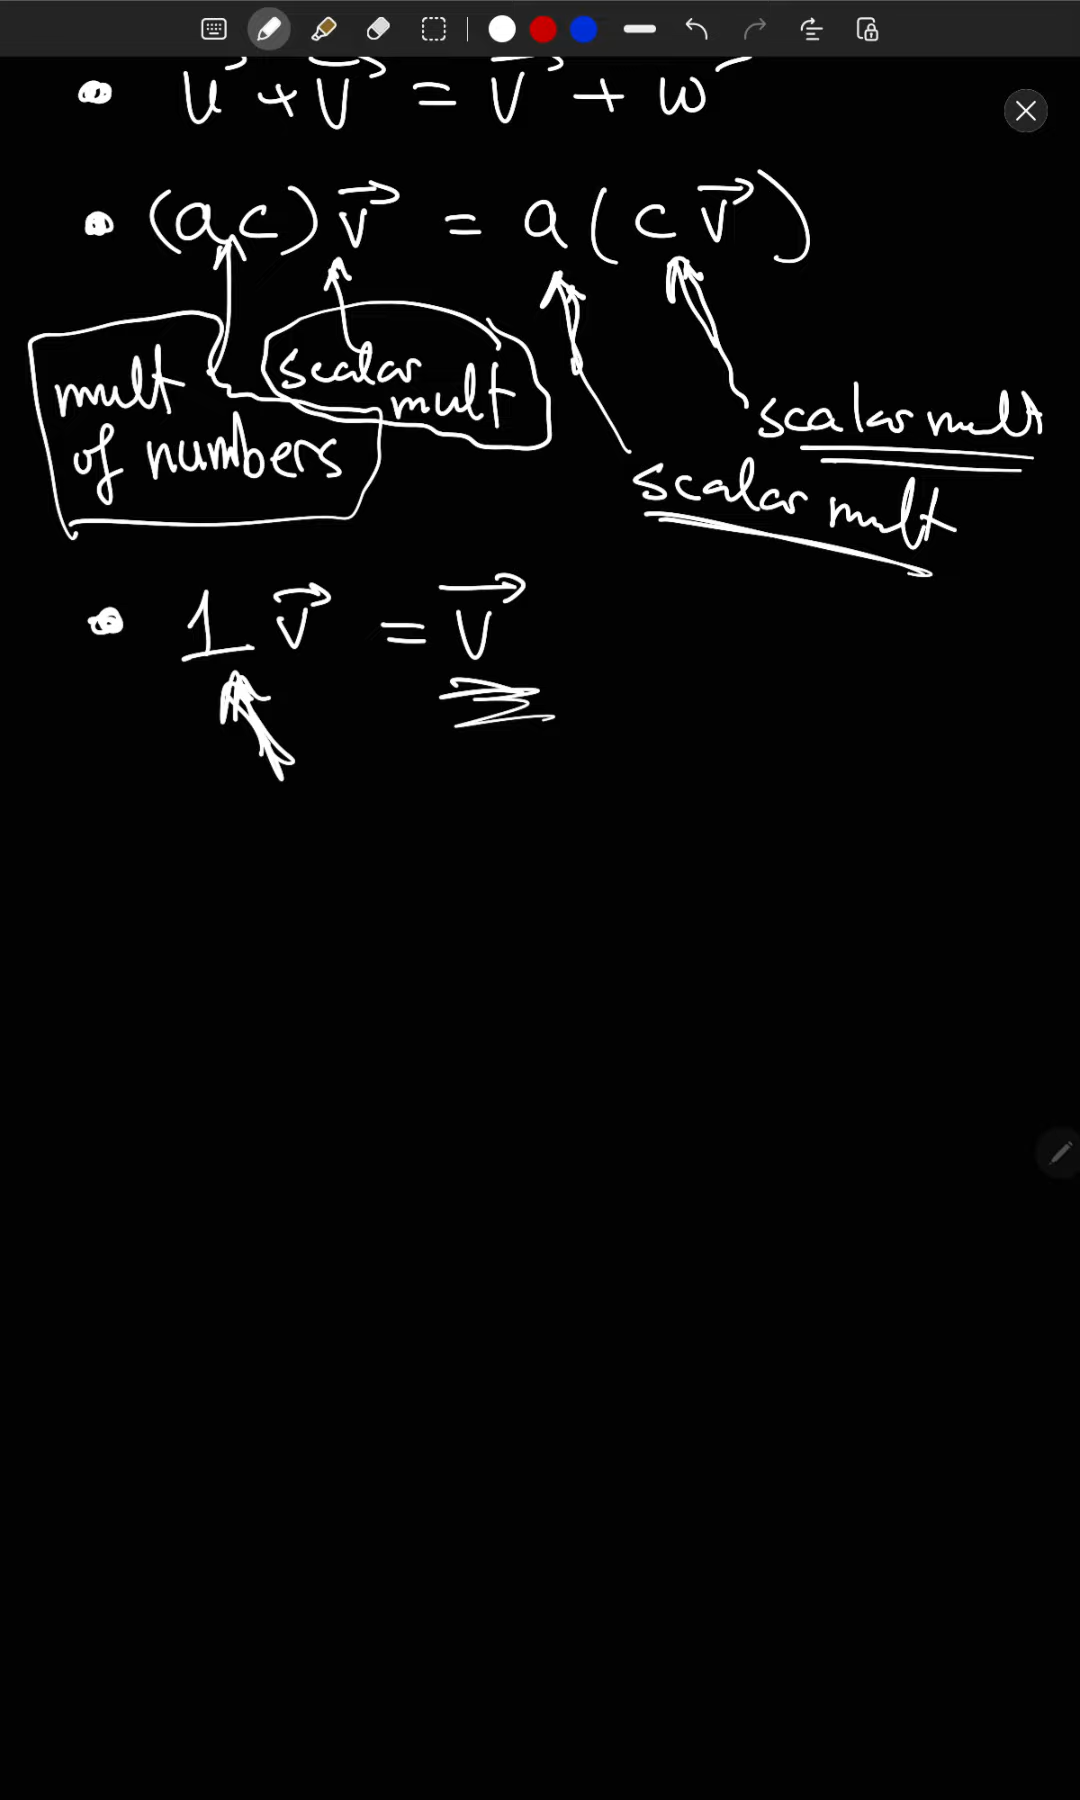 • u⃗ + v⃗ = v⃗ + w⃗
• (ac) v⃗ = a (c v⃗)
mult of numbers
scalar mult
scalar mult
scalar mult
• 1 v⃗ = v⃗